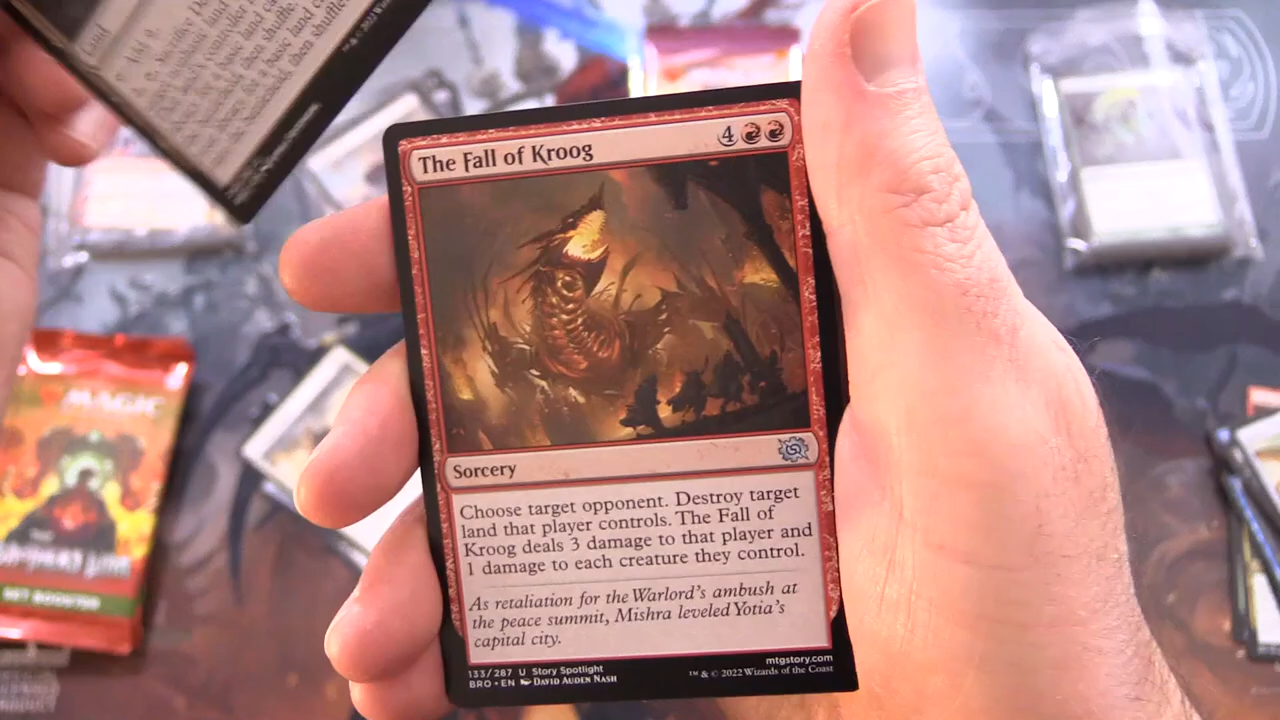 Land
The Fall of Kroog
4
Sorcery
Choose target opponent. Destroy target
land that player controls. The Fall of
Kroog deals 3 damage to that player and
1 damage to each creature they control.
As retaliation for the Warlord's ambush at
the peace summit, Mishra leveled Yotia's
capital city.
133/287 U Story Spotlight
BRO • EN DAVID AUDEN NASH
mtgstory.com
™ & © 2022 Wizards of the Coast
MAGIC
SET BOOSTER